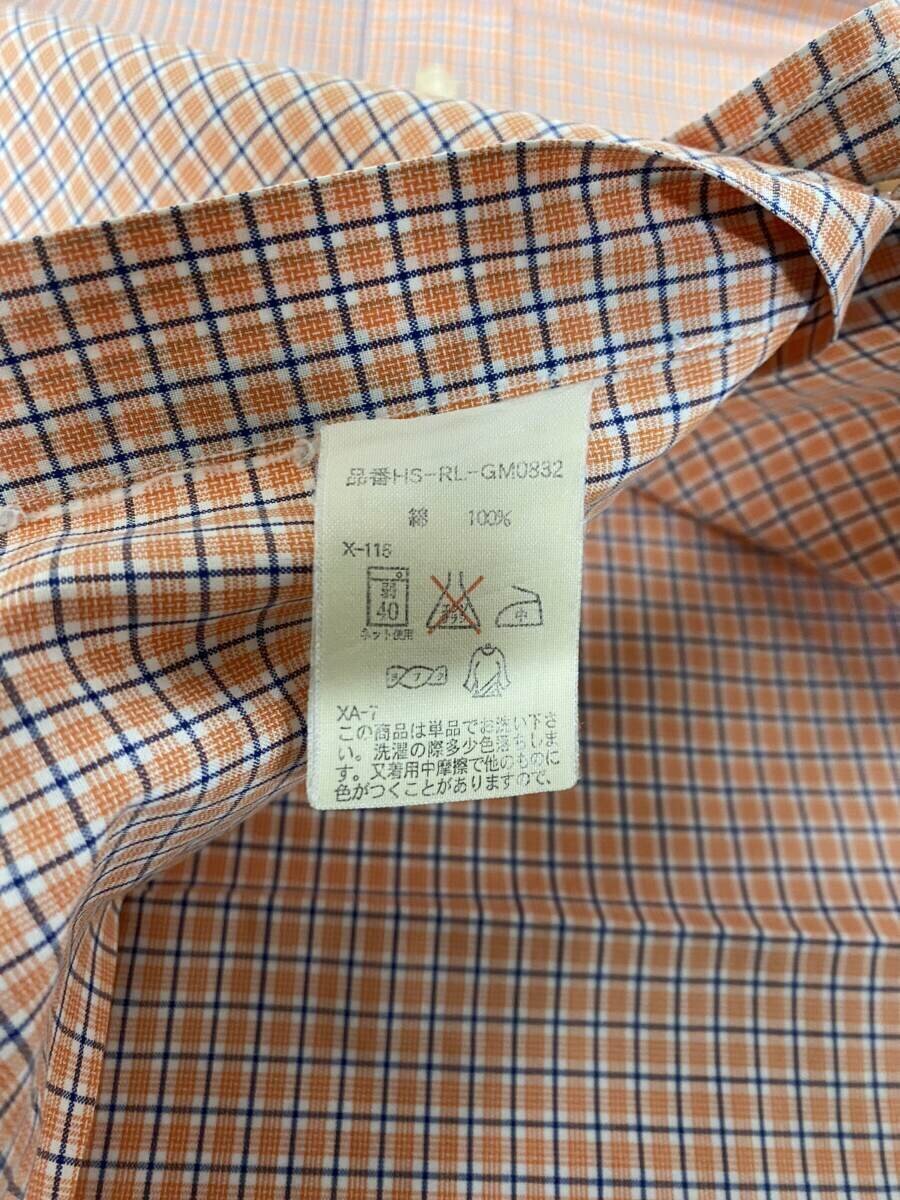 品番HS-RL-GM0832
綿 100%
X-118
弱
40
ネット使用
中
XA-7
この商品は単品でお洗い下さ
い。洗濯の際多少色落ちしま
す。又着用中摩擦で他のものに
色がつくことがありますので、